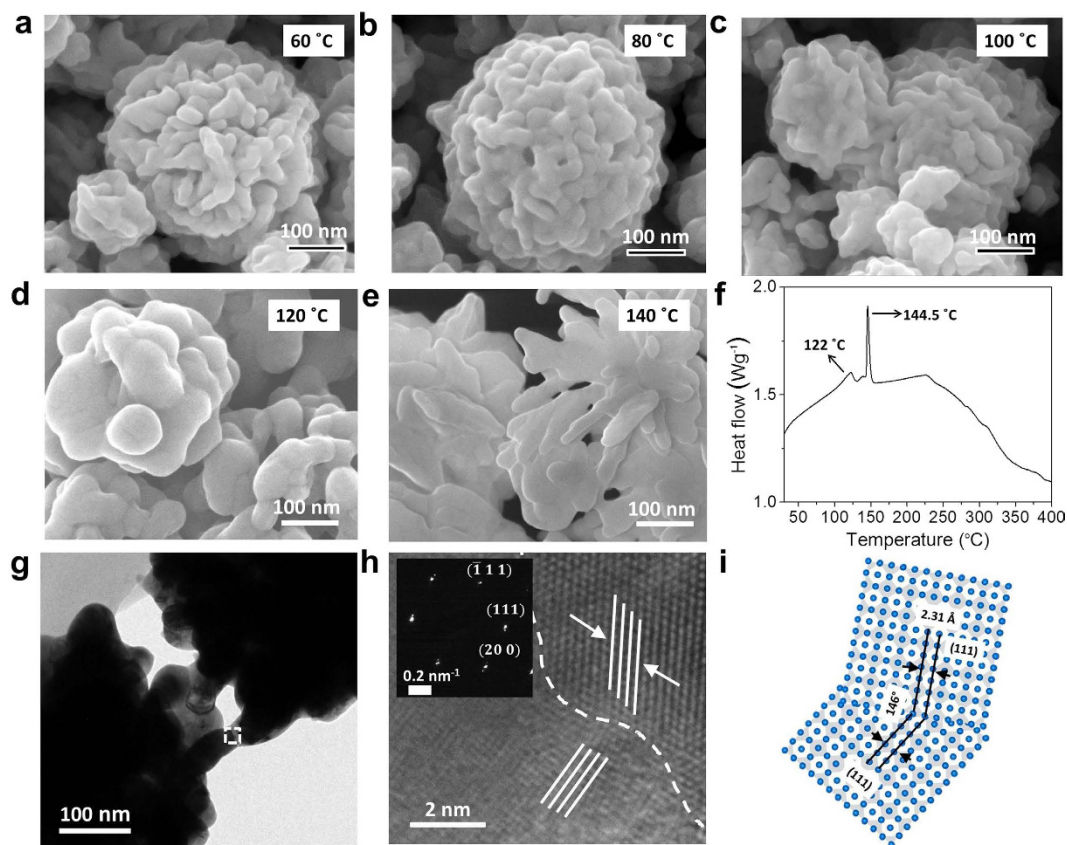 a
60 ˚C
100 nm
b
80 ˚C
100 nm
c
100 ˚C
100 nm
d
120 ˚C
100 nm
e
140 ˚C
100 nm
f
2.0
1.5
1.0
Heat flow (Wg⁻¹)
122 ˚C
144.5 ˚C
50 100 150 200 250 300 350 400
Temperature (°C)
g
100 nm
h
(1̅ 1 1)
(111)
(20 0)
0.2 nm⁻¹
2 nm
i
2.31 Å
(111)
146°
(111)